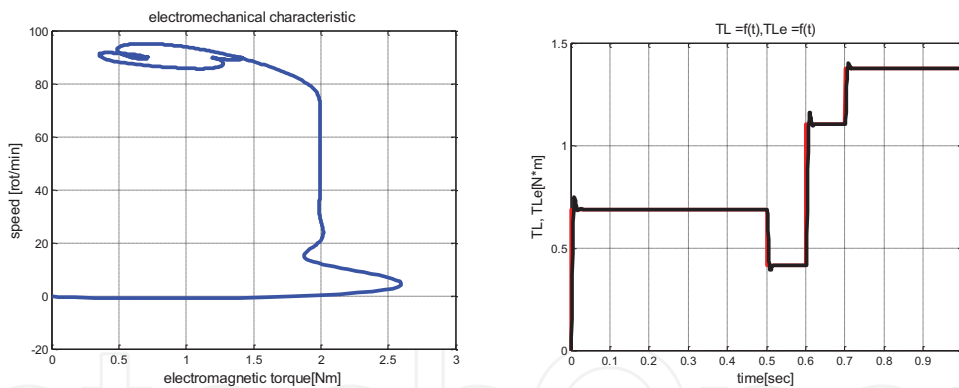 electromechanical characteristic
100
80
60
40
20
0
-20
speed [rot/min]
0 0.5 1 1.5 2 2.5 3
electromagnetic torque[Nm]
TL =f(t),TLe =f(t)
1.5
1
0.5
0
TL, TLe[N*m]
0 0.1 0.2 0.3 0.4 0.5 0.6 0.7 0.8 0.9
time[sec]